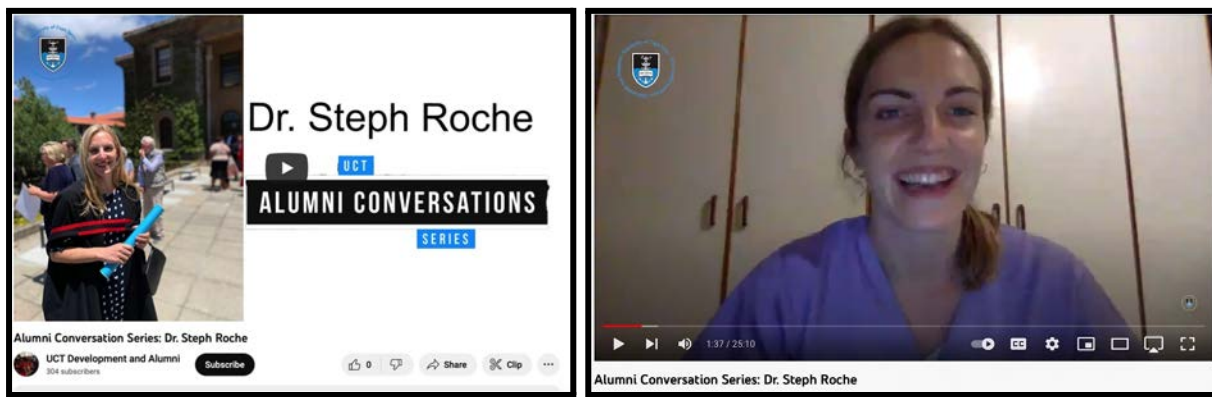 Dr. Steph Roche
UCT
ALUMNI CONVERSATIONS
SERIES
Alumni Conversation Series: Dr. Steph Roche
UCT Development and Alumni
304 subscribers
Subscribe
0
Share
Clip
1:37 / 25:10
CC
Alumni Conversation Series: Dr. Steph Roche